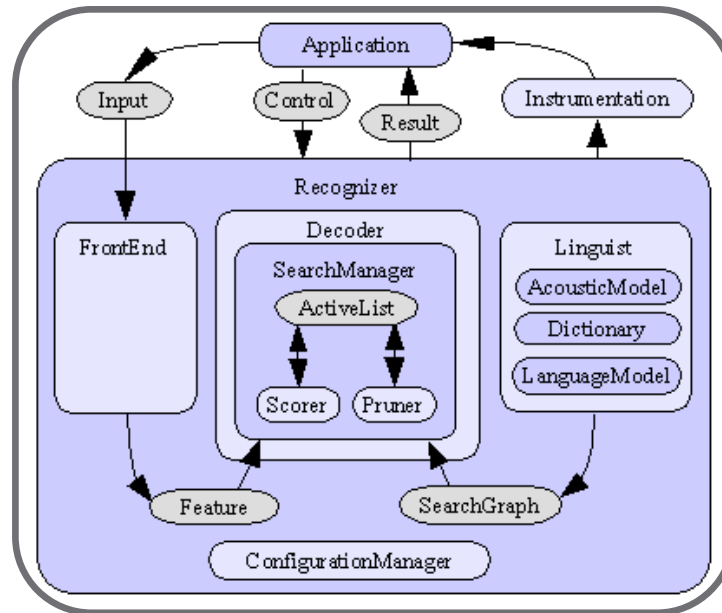 Application
Input
Control
Result
Instrumentation
Recognizer
FrontEnd
Decoder
SearchManager
ActiveList
Scorer
Pruner
Linguist
AcousticModel
Dictionary
LanguageModel
Feature
SearchGraph
ConfigurationManager